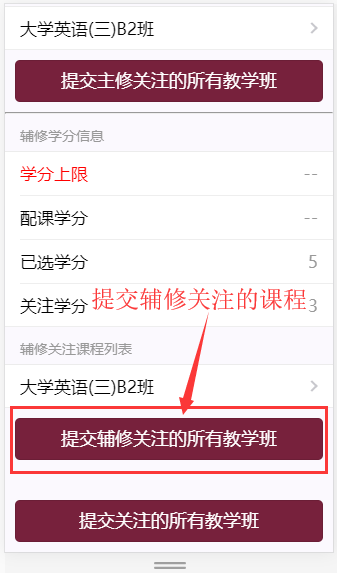 大学英语(三)B2班
提交主修关注的所有教学班
辅修学分信息
学分上限 --
配课学分 --
已选学分 5
关注学分 3
提交辅修关注的课程
辅修关注课程列表
大学英语(三)B2班
提交辅修关注的所有教学班
提交关注的所有教学班